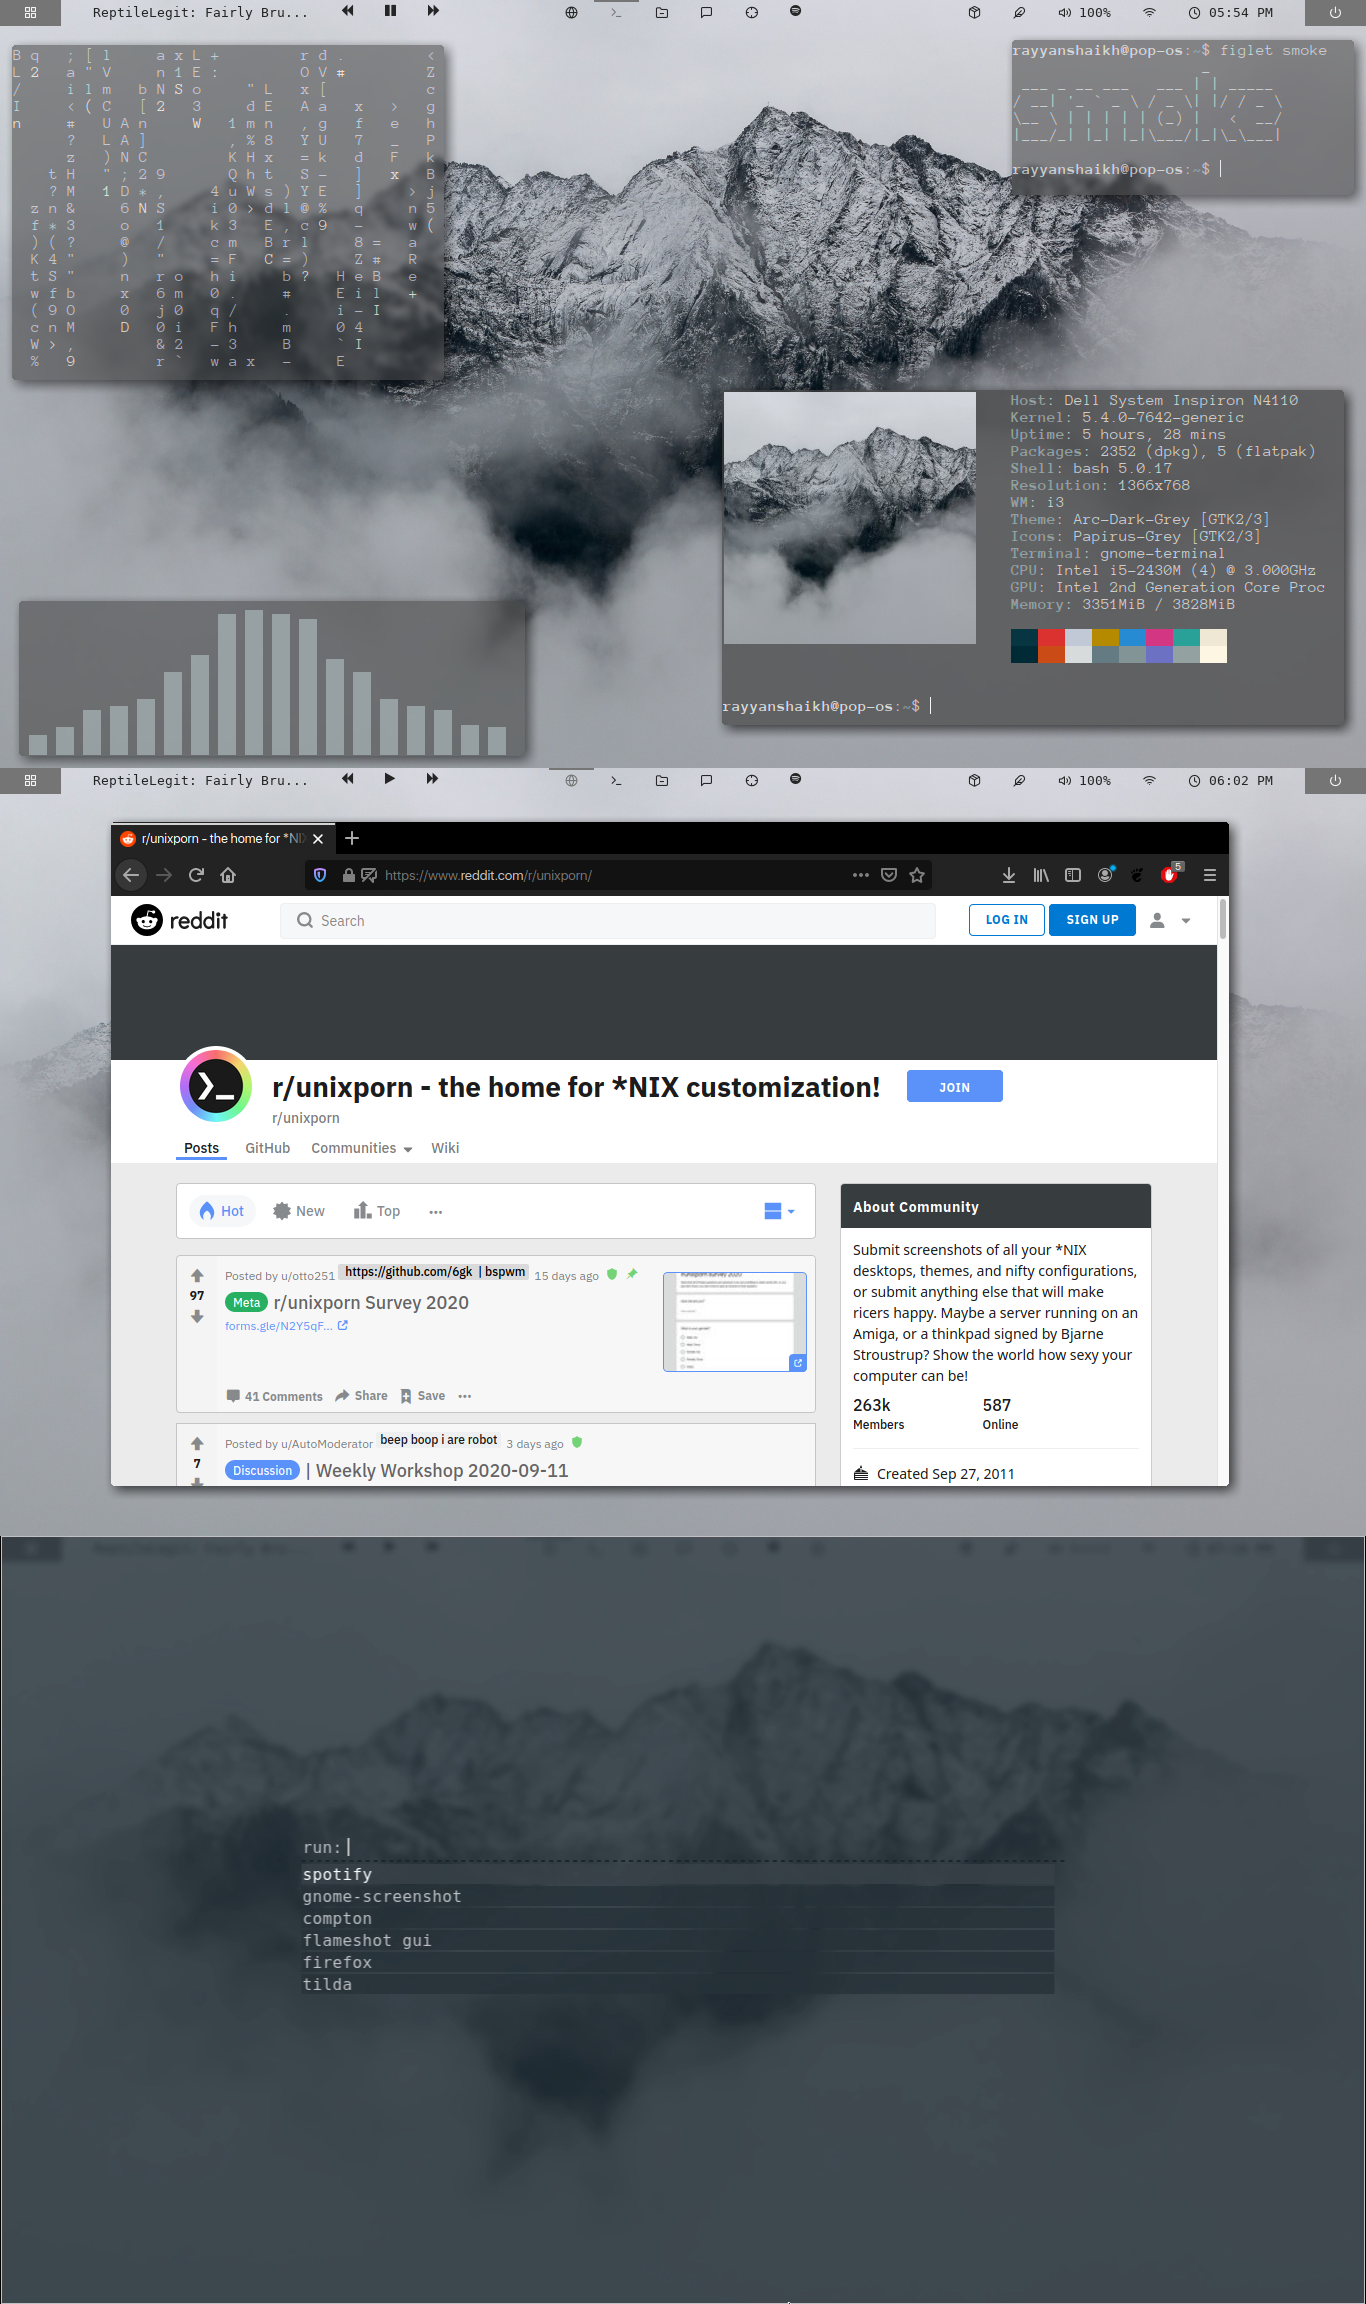 ReptileLegit: Fairly Bru...
100%
05:54 PM
rayyanshaikh@pop-os:~$ figlet smoke
rayyanshaikh@pop-os:~$
Host: Dell System Inspiron N4110
Kernel: 5.4.0-7642-generic
Uptime: 5 hours, 28 mins
Packages: 2352 (dpkg), 5 (flatpak)
Shell: bash 5.0.17
Resolution: 1366x768
WM: i3
Theme: Arc-Dark-Grey [GTK2/3]
Icons: Papirus-Grey [GTK2/3]
Terminal: gnome-terminal
CPU: Intel i5-2430M (4) @ 3.000GHz
GPU: Intel 2nd Generation Core Proc
Memory: 3351MiB / 3828MiB
rayyanshaikh@pop-os:~$
ReptileLegit: Fairly Bru...
100%
06:02 PM
r/unixporn - the home for *NI
https://www.reddit.com/r/unixporn/
5
reddit
Search
LOG IN
SIGN UP
r/unixporn - the home for *NIX customization!
JOIN
r/unixporn
Posts
GitHub
Communities
Wiki
Hot
New
Top
Posted by u/otto251 https://github.com/6gk | bspwm 15 days ago
97
Meta r/unixporn Survey 2020
forms.gle/N2Y5qF...
41 Comments Share Save
Posted by u/AutoModerator beep boop i are robot 3 days ago
7
Discussion | Weekly Workshop 2020-09-11
About Community
Submit screenshots of all your *NIX
desktops, themes, and nifty configurations,
or submit anything else that will make
ricers happy. Maybe a server running on an
Amiga, or a thinkpad signed by Bjarne
Stroustrup? Show the world how sexy your
computer can be!
263k 587
Members Online
Created Sep 27, 2011
run:
spotify
gnome-screenshot
compton
flameshot gui
firefox
tilda